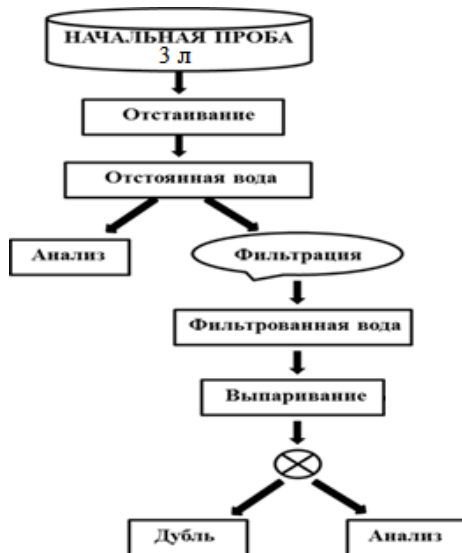 НАЧАЛЬНАЯ ПРОБА
3 л
Отстаивание
Отстоянная вода
Анализ
Фильтрация
Фильтрованная вода
Выпаривание
Дубль
Анализ